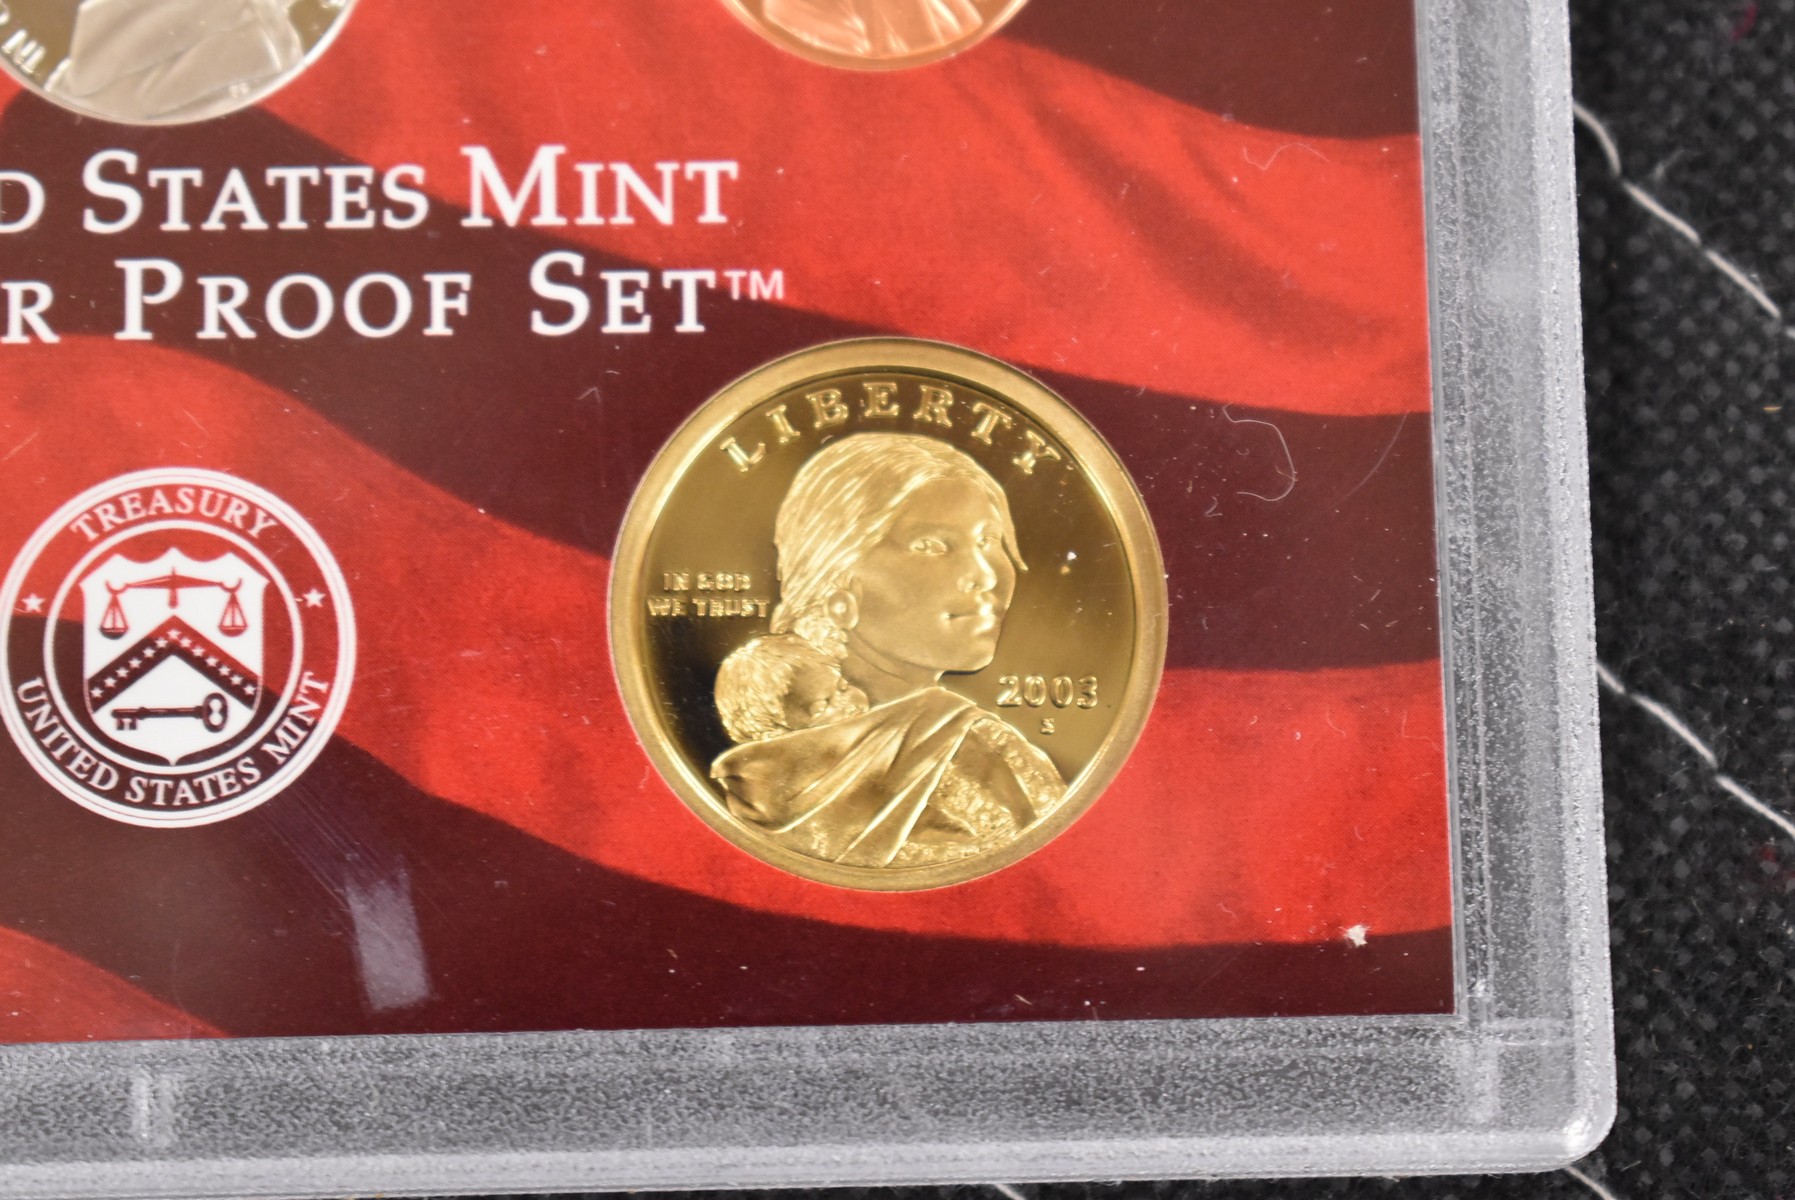 STATES MINT
PROOF SET™
TREASURY
UNITED STATES MINT
LIBERTY
IN GOD
WE TRUST
2003
S